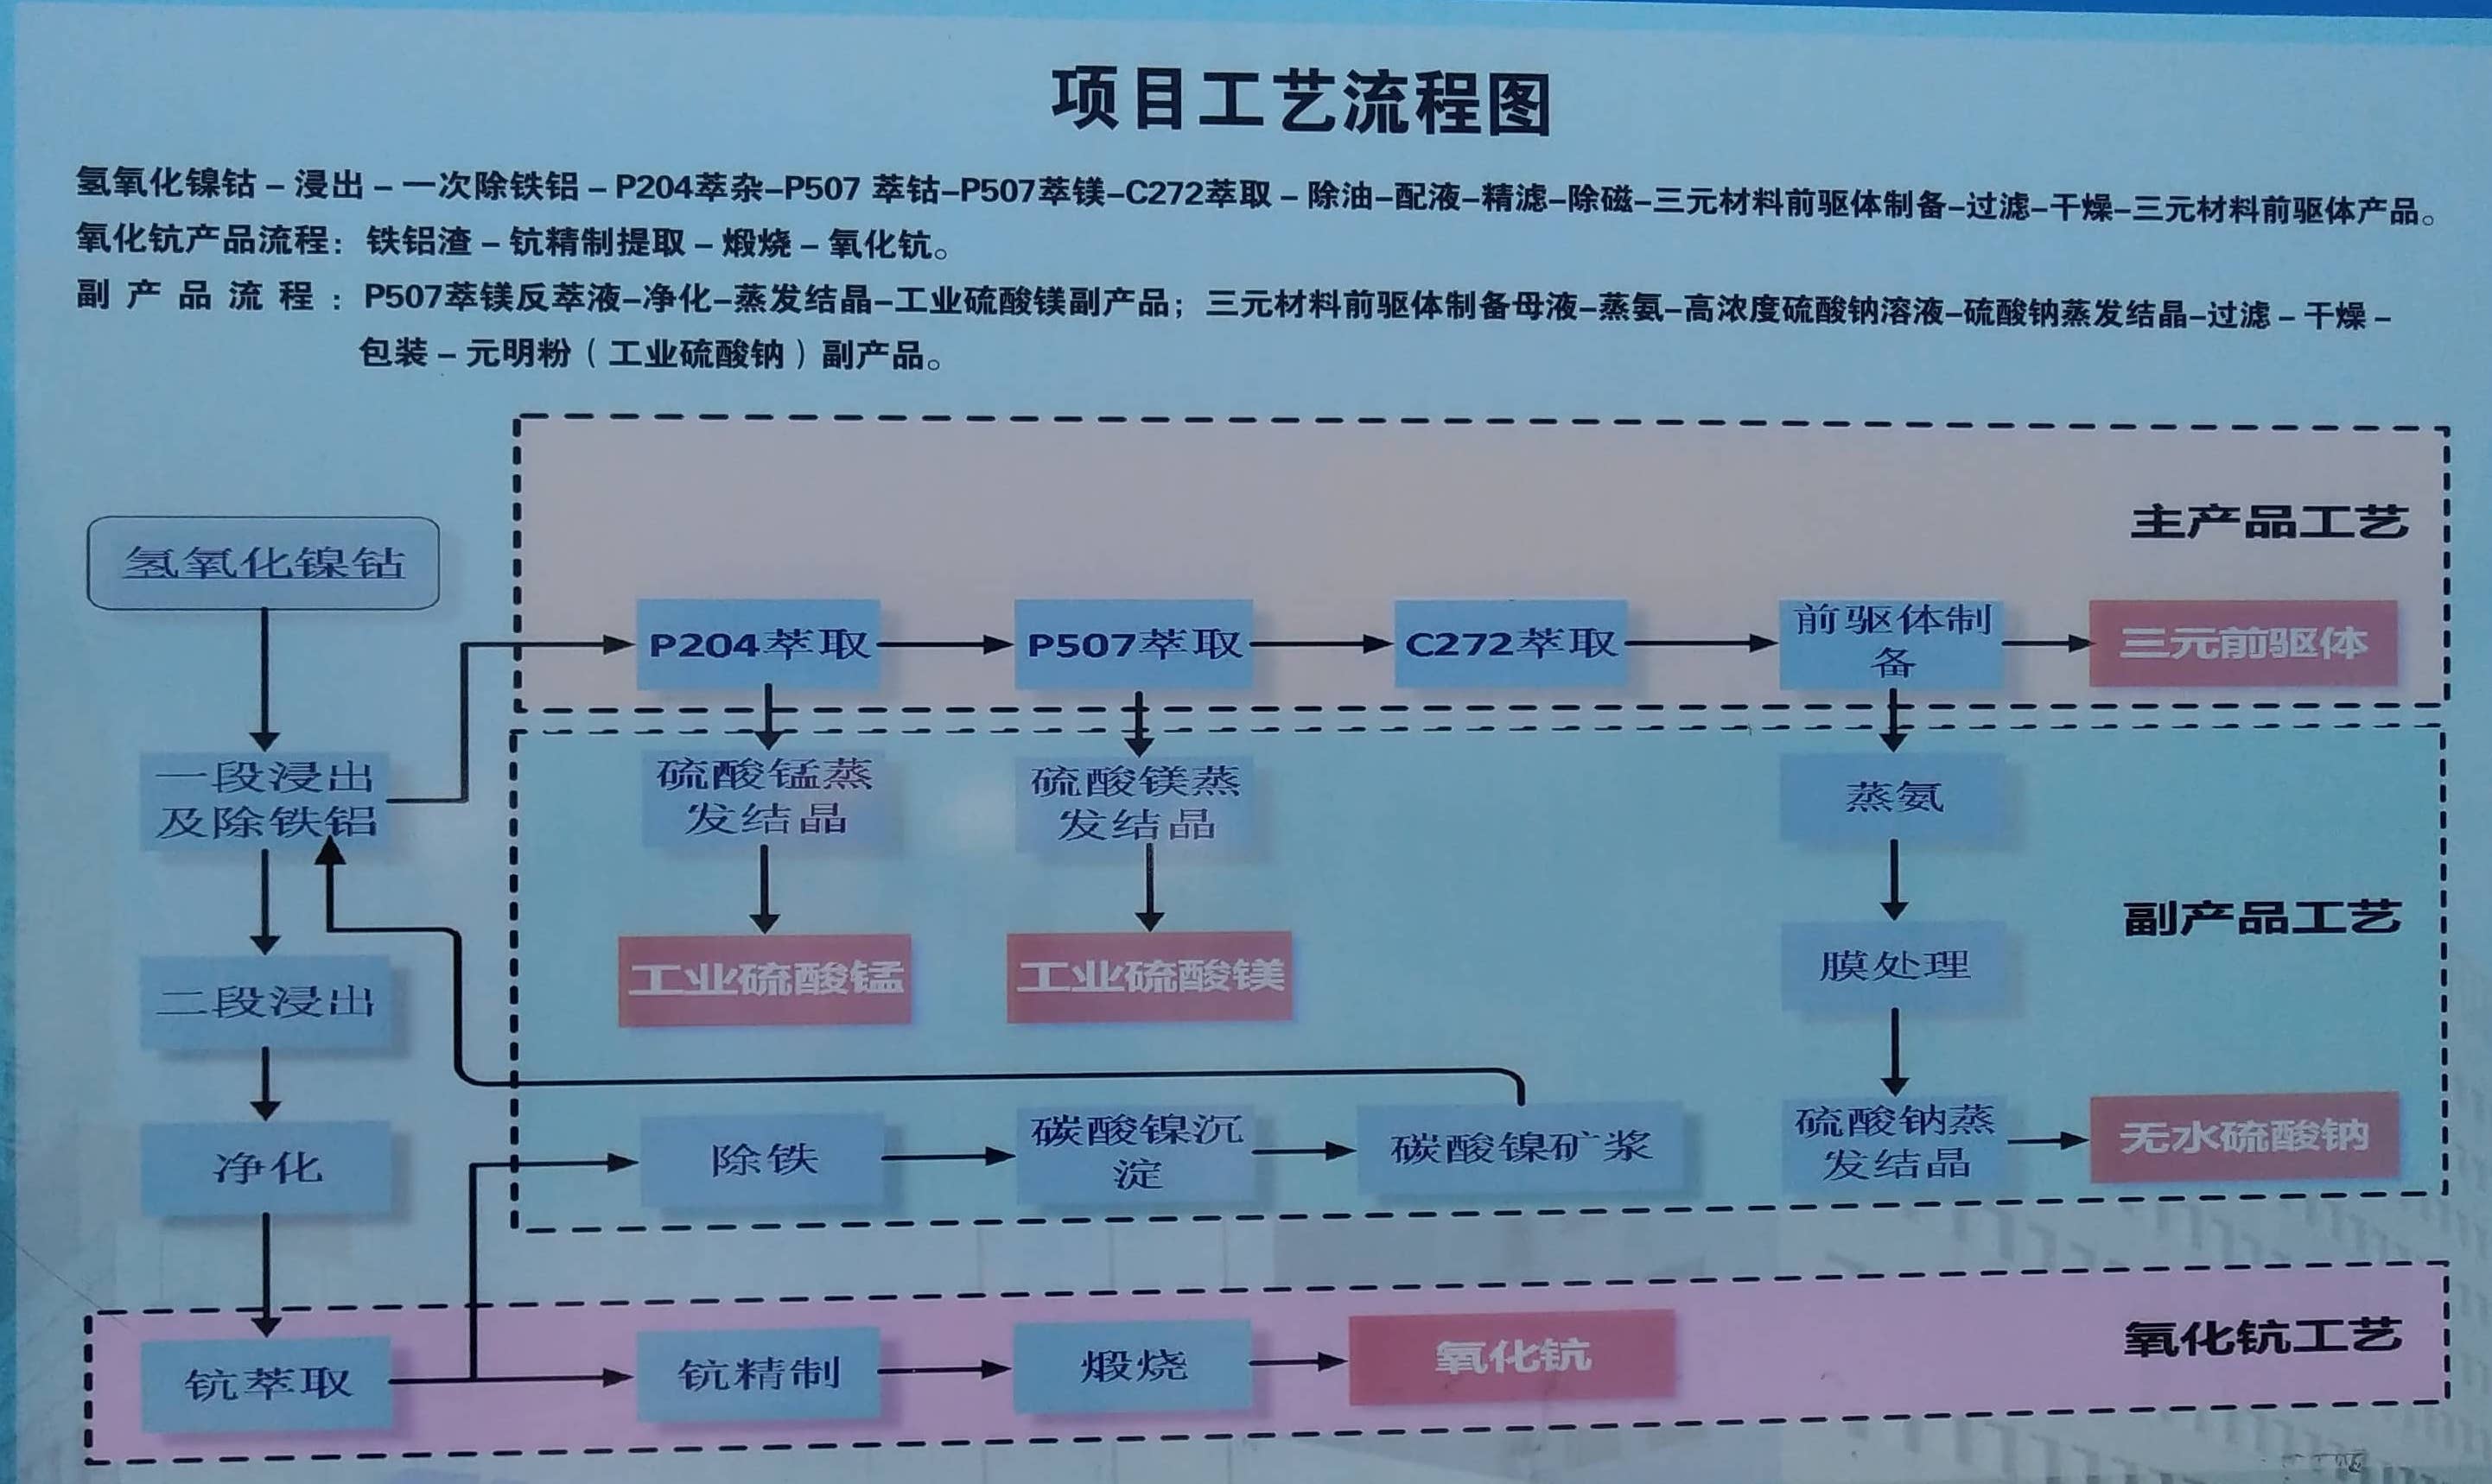 项目工艺流程图
氢氧化镍钴－浸出－一次除铁铝－P204萃杂–P507 萃钴–P507萃镁–C272萃取－除油–配液–精滤–除磁–三元材料前驱体制备–过滤–干燥–三元材料前驱体产品。
氧化钪产品流程：铁铝渣－钪精制提取－煅烧－氧化钪。
副产品流程：P507萃镁反萃液–净化–蒸发结晶–工业硫酸镁副产品；三元材料前驱体制备母液–蒸氨–高浓度硫酸钠溶液–硫酸钠蒸发结晶–过滤－干燥－
包装－元明粉（工业硫酸钠）副产品。
主产品工艺
氢氧化镍钴
P204萃取
P507萃取
C272萃取
前驱体制
备
三元前驱体
一段浸出
及除铁铝
硫酸锰蒸
发结晶
硫酸镁蒸
发结晶
蒸氨
副产品工艺
二段浸出
工业硫酸锰
工业硫酸镁
膜处理
净化
除铁
碳酸镍沉
淀
碳酸镍矿浆
硫酸钠蒸
发结晶
无水硫酸钠
氧化钪工艺
钪萃取
钪精制
煅烧
氧化钪